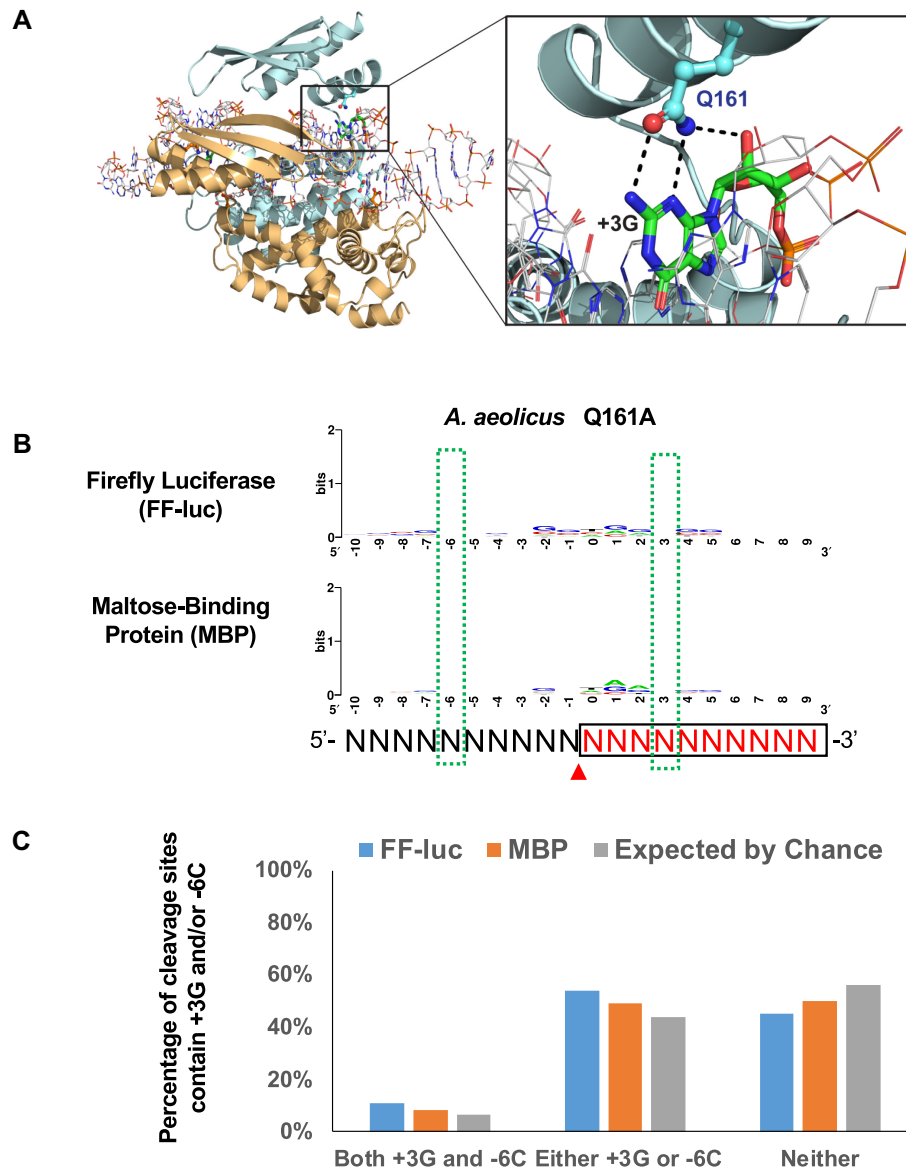 A
Q161
+3G
B
A. aeolicus Q161A
Firefly Luciferase
(FF-luc)
2
1
0
bits
5′ -10 -9 -8 -7 -6 -5 -4 -3 -2 -1 0 1 2 3 4 5 6 7 8 9 3′
Maltose-Binding
Protein (MBP)
2
1
0
bits
5′ -10 -9 -8 -7 -6 -5 -4 -3 -2 -1 0 1 2 3 4 5 6 7 8 9 3′
5’- NNNNNNNNNNNNNNNNNNNN -3’
C
FF-luc MBP Expected by Chance
Percentage of cleavage sites
contain +3G and/or -6C
100%
80%
60%
40%
20%
0%
Both +3G and -6C Either +3G or -6C Neither